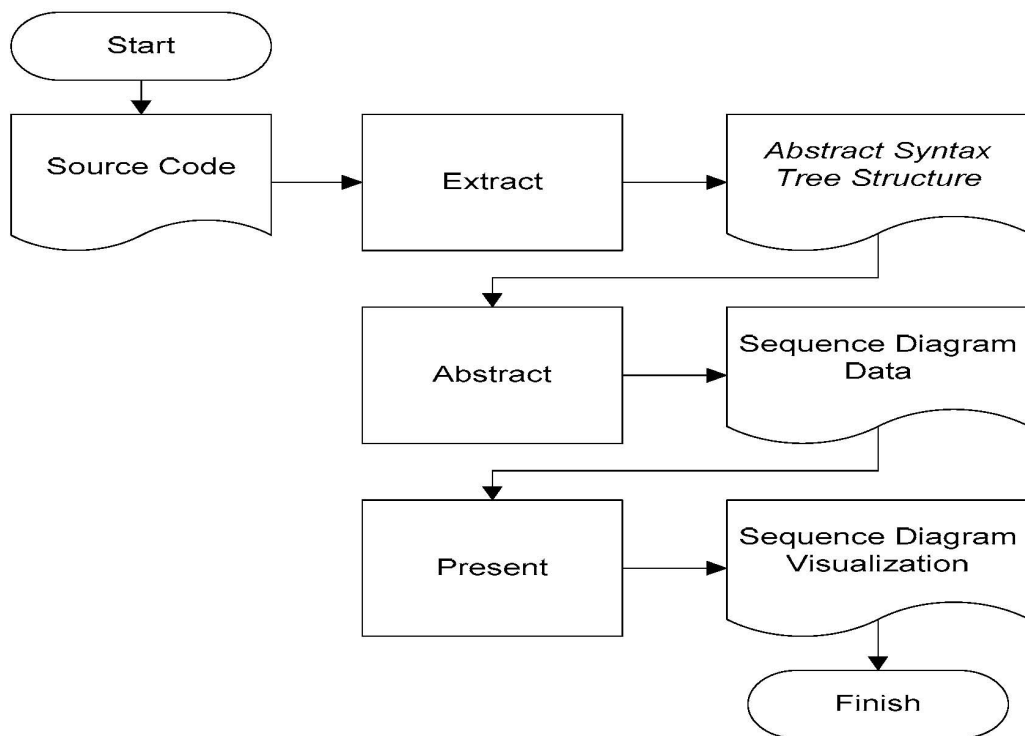 Start
Source Code
Extract
Abstract Syntax
Tree Structure
Abstract
Sequence Diagram
Data
Present
Sequence Diagram
Visualization
Finish